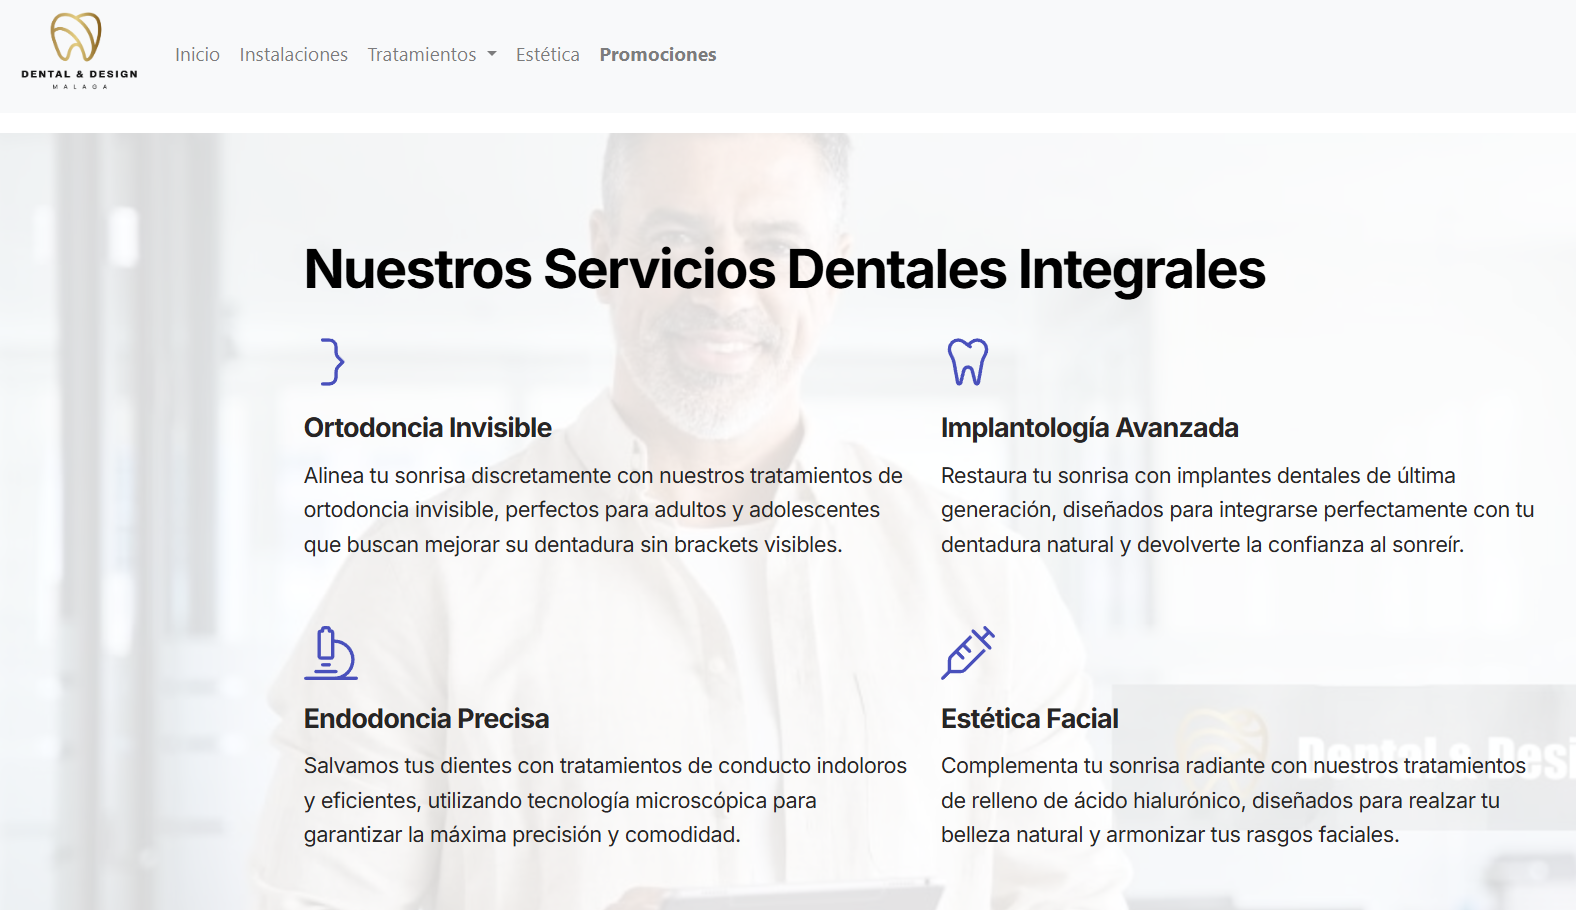 DENTAL & DESIGN
MALAGA
Inicio Instalaciones Tratamientos Estética Promociones
Nuestros Servicios Dentales Integrales
Ortodoncia Invisible
Alinea tu sonrisa discretamente con nuestros tratamientos de
ortodoncia invisible, perfectos para adultos y adolescentes
que buscan mejorar su dentadura sin brackets visibles.
Implantología Avanzada
Restaura tu sonrisa con implantes dentales de última
generación, diseñados para integrarse perfectamente con tu
dentadura natural y devolverte la confianza al sonreír.
Endodoncia Precisa
Salvamos tus dientes con tratamientos de conducto indoloros
y eficientes, utilizando tecnología microscópica para
garantizar la máxima precisión y comodidad.
Estética Facial
Complementa tu sonrisa radiante con nuestros tratamientos
de relleno de ácido hialurónico, diseñados para realzar tu
belleza natural y armonizar tus rasgos faciales.
Dental & Desi